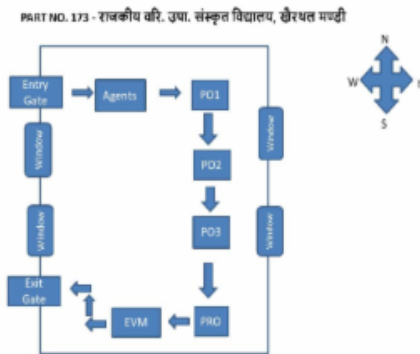 PART NO. 173 - राजकीय वरि. उपा. संस्कृत विद्यालय, खैरथल मण्डी
N
W
S
Entry
Gate
Agents
PO1
Window
Window
PO2
Window
PO3
Window
Exit
Gate
EVM
PRO